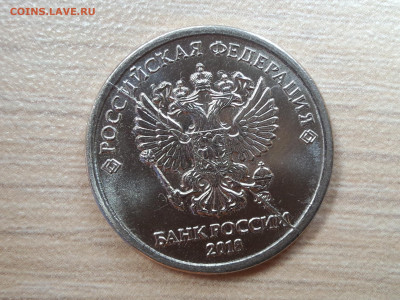 COINS.LAVE.RU
РОССИЙСКАЯ ФЕДЕРАЦИЯ
БАНК РОССИИ
2018